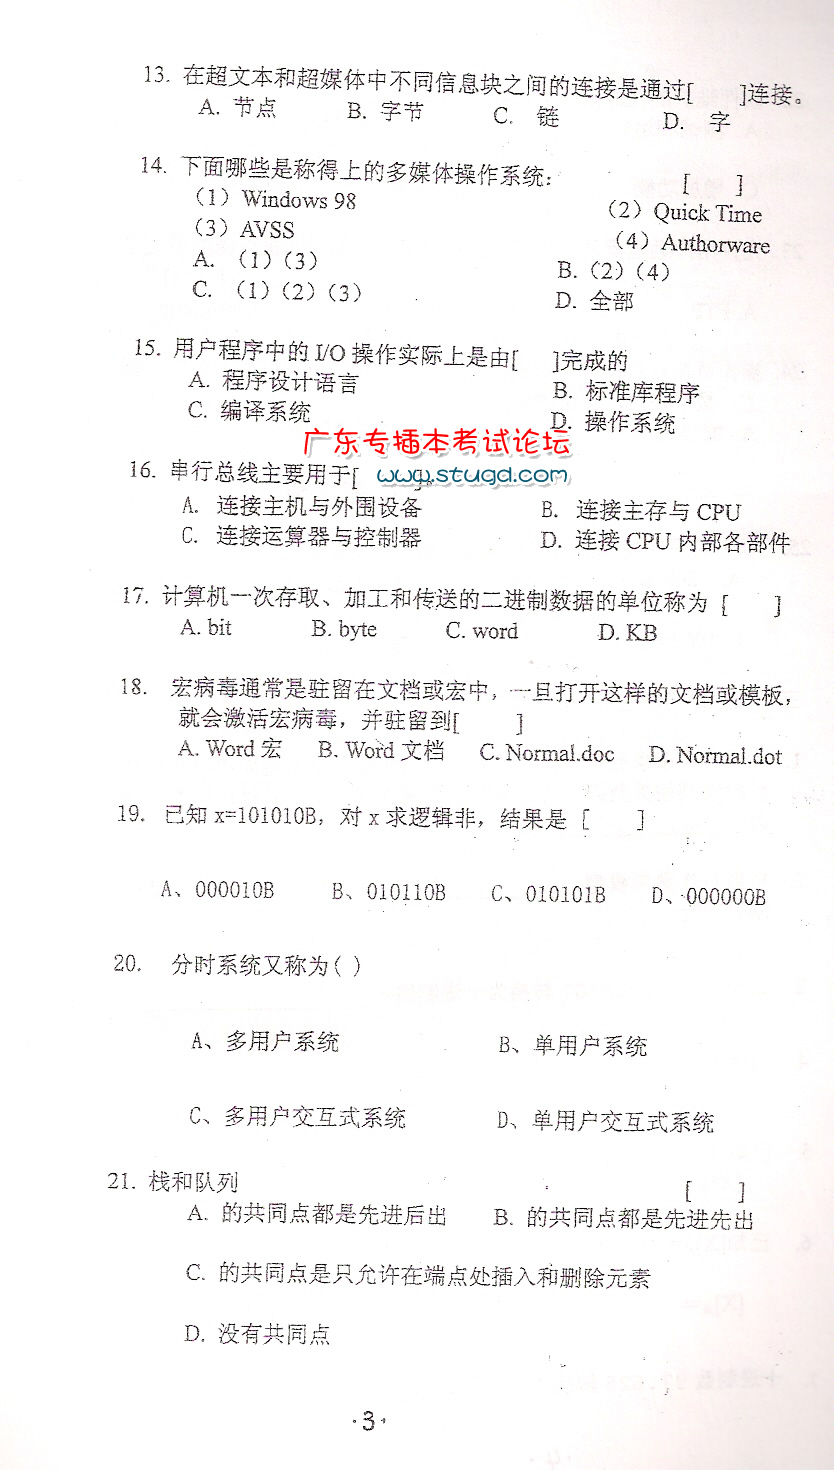 13. 在超文本和超媒体中不同信息块之间的连接是通过[ ]连接。
A. 节点 B. 字节 C. 链 D. 字
14. 下面哪些是称得上的多媒体操作系统: [ ]
(1) Windows 98 (2) Quick Time
(3) AVSS (4) Authorware
A. (1)(3) B. (2)(4)
C. (1)(2)(3) D. 全部
15. 用户程序中的 I/O 操作实际上是由[ ]完成的
A. 程序设计语言 B. 标准库程序
C. 编译系统 D. 操作系统
广东专插本考试论坛
www.stugd.com
16. 串行总线主要用于[ ]。
A. 连接主机与外围设备 B. 连接主存与 CPU
C. 连接运算器与控制器 D. 连接 CPU 内部各部件
17. 计算机一次存取、加工和传送的二进制数据的单位称为 [ ]
A. bit B. byte C. word D. KB
18. 宏病毒通常是驻留在文档或宏中，一旦打开这样的文档或模板，
就会激活宏病毒，并驻留到[ ]
A. Word 宏 B. Word 文档 C. Normal.doc D. Normal.dot
19. 已知 x=101010B，对 x 求逻辑非，结果是 [ ]
A、000010B B、010110B C、010101B D、000000B
20. 分时系统又称为( )
A、多用户系统 B、单用户系统
C、多用户交互式系统 D、单用户交互式系统
21. 栈和队列 [ ]
A. 的共同点都是先进后出 B. 的共同点都是先进先出
C. 的共同点是只允许在端点处插入和删除元素
D. 没有共同点
·3·